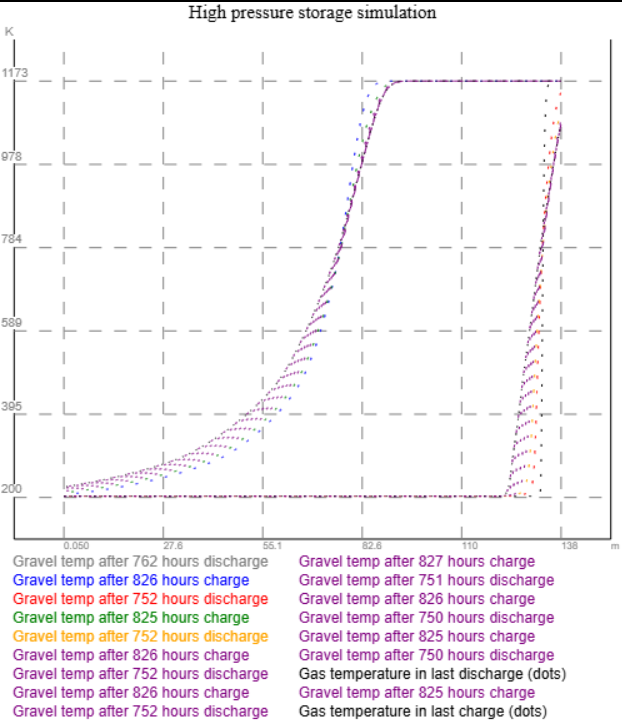 High pressure storage simulation
K
1173
978
784
589
395
200
0.050 27.6 55.1 82.6 110 138 m
Gravel temp after 762 hours discharge
Gravel temp after 826 hours charge
Gravel temp after 752 hours discharge
Gravel temp after 825 hours charge
Gravel temp after 752 hours discharge
Gravel temp after 826 hours charge
Gravel temp after 752 hours discharge
Gravel temp after 826 hours charge
Gravel temp after 752 hours discharge
Gravel temp after 827 hours charge
Gravel temp after 751 hours discharge
Gravel temp after 826 hours charge
Gravel temp after 750 hours discharge
Gravel temp after 825 hours charge
Gravel temp after 750 hours discharge
Gas temperature in last discharge (dots)
Gravel temp after 825 hours charge
Gas temperature in last charge (dots)